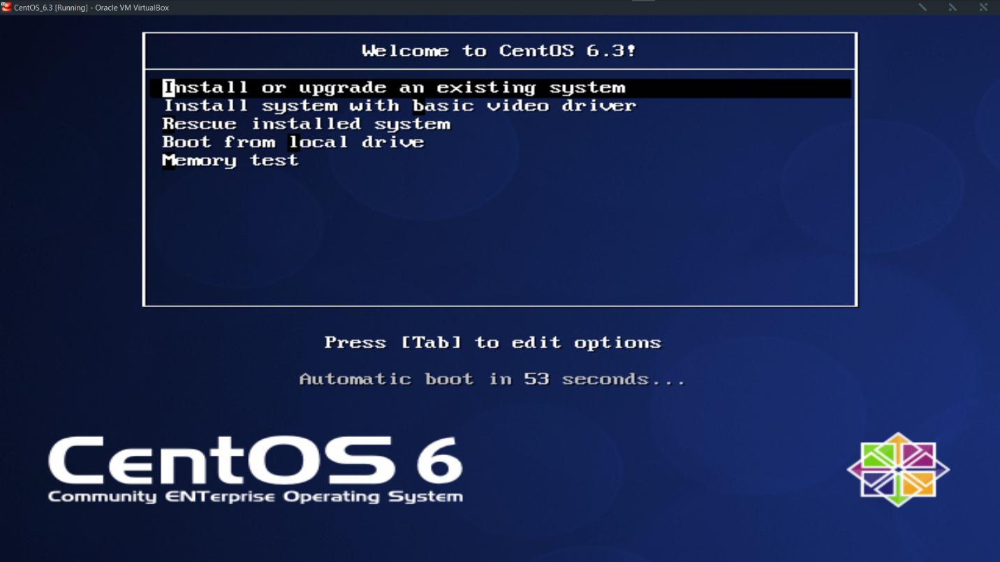 CentOS_6.3 [Running] - Oracle VM VirtualBox
Welcome to CentOS 6.3!
Install or upgrade an existing system
Install system with basic video driver
Rescue installed system
Boot from local drive
Memory test
Press [Tab] to edit options
Automatic boot in 53 seconds...
CentOS 6
Community ENTerprise Operating System